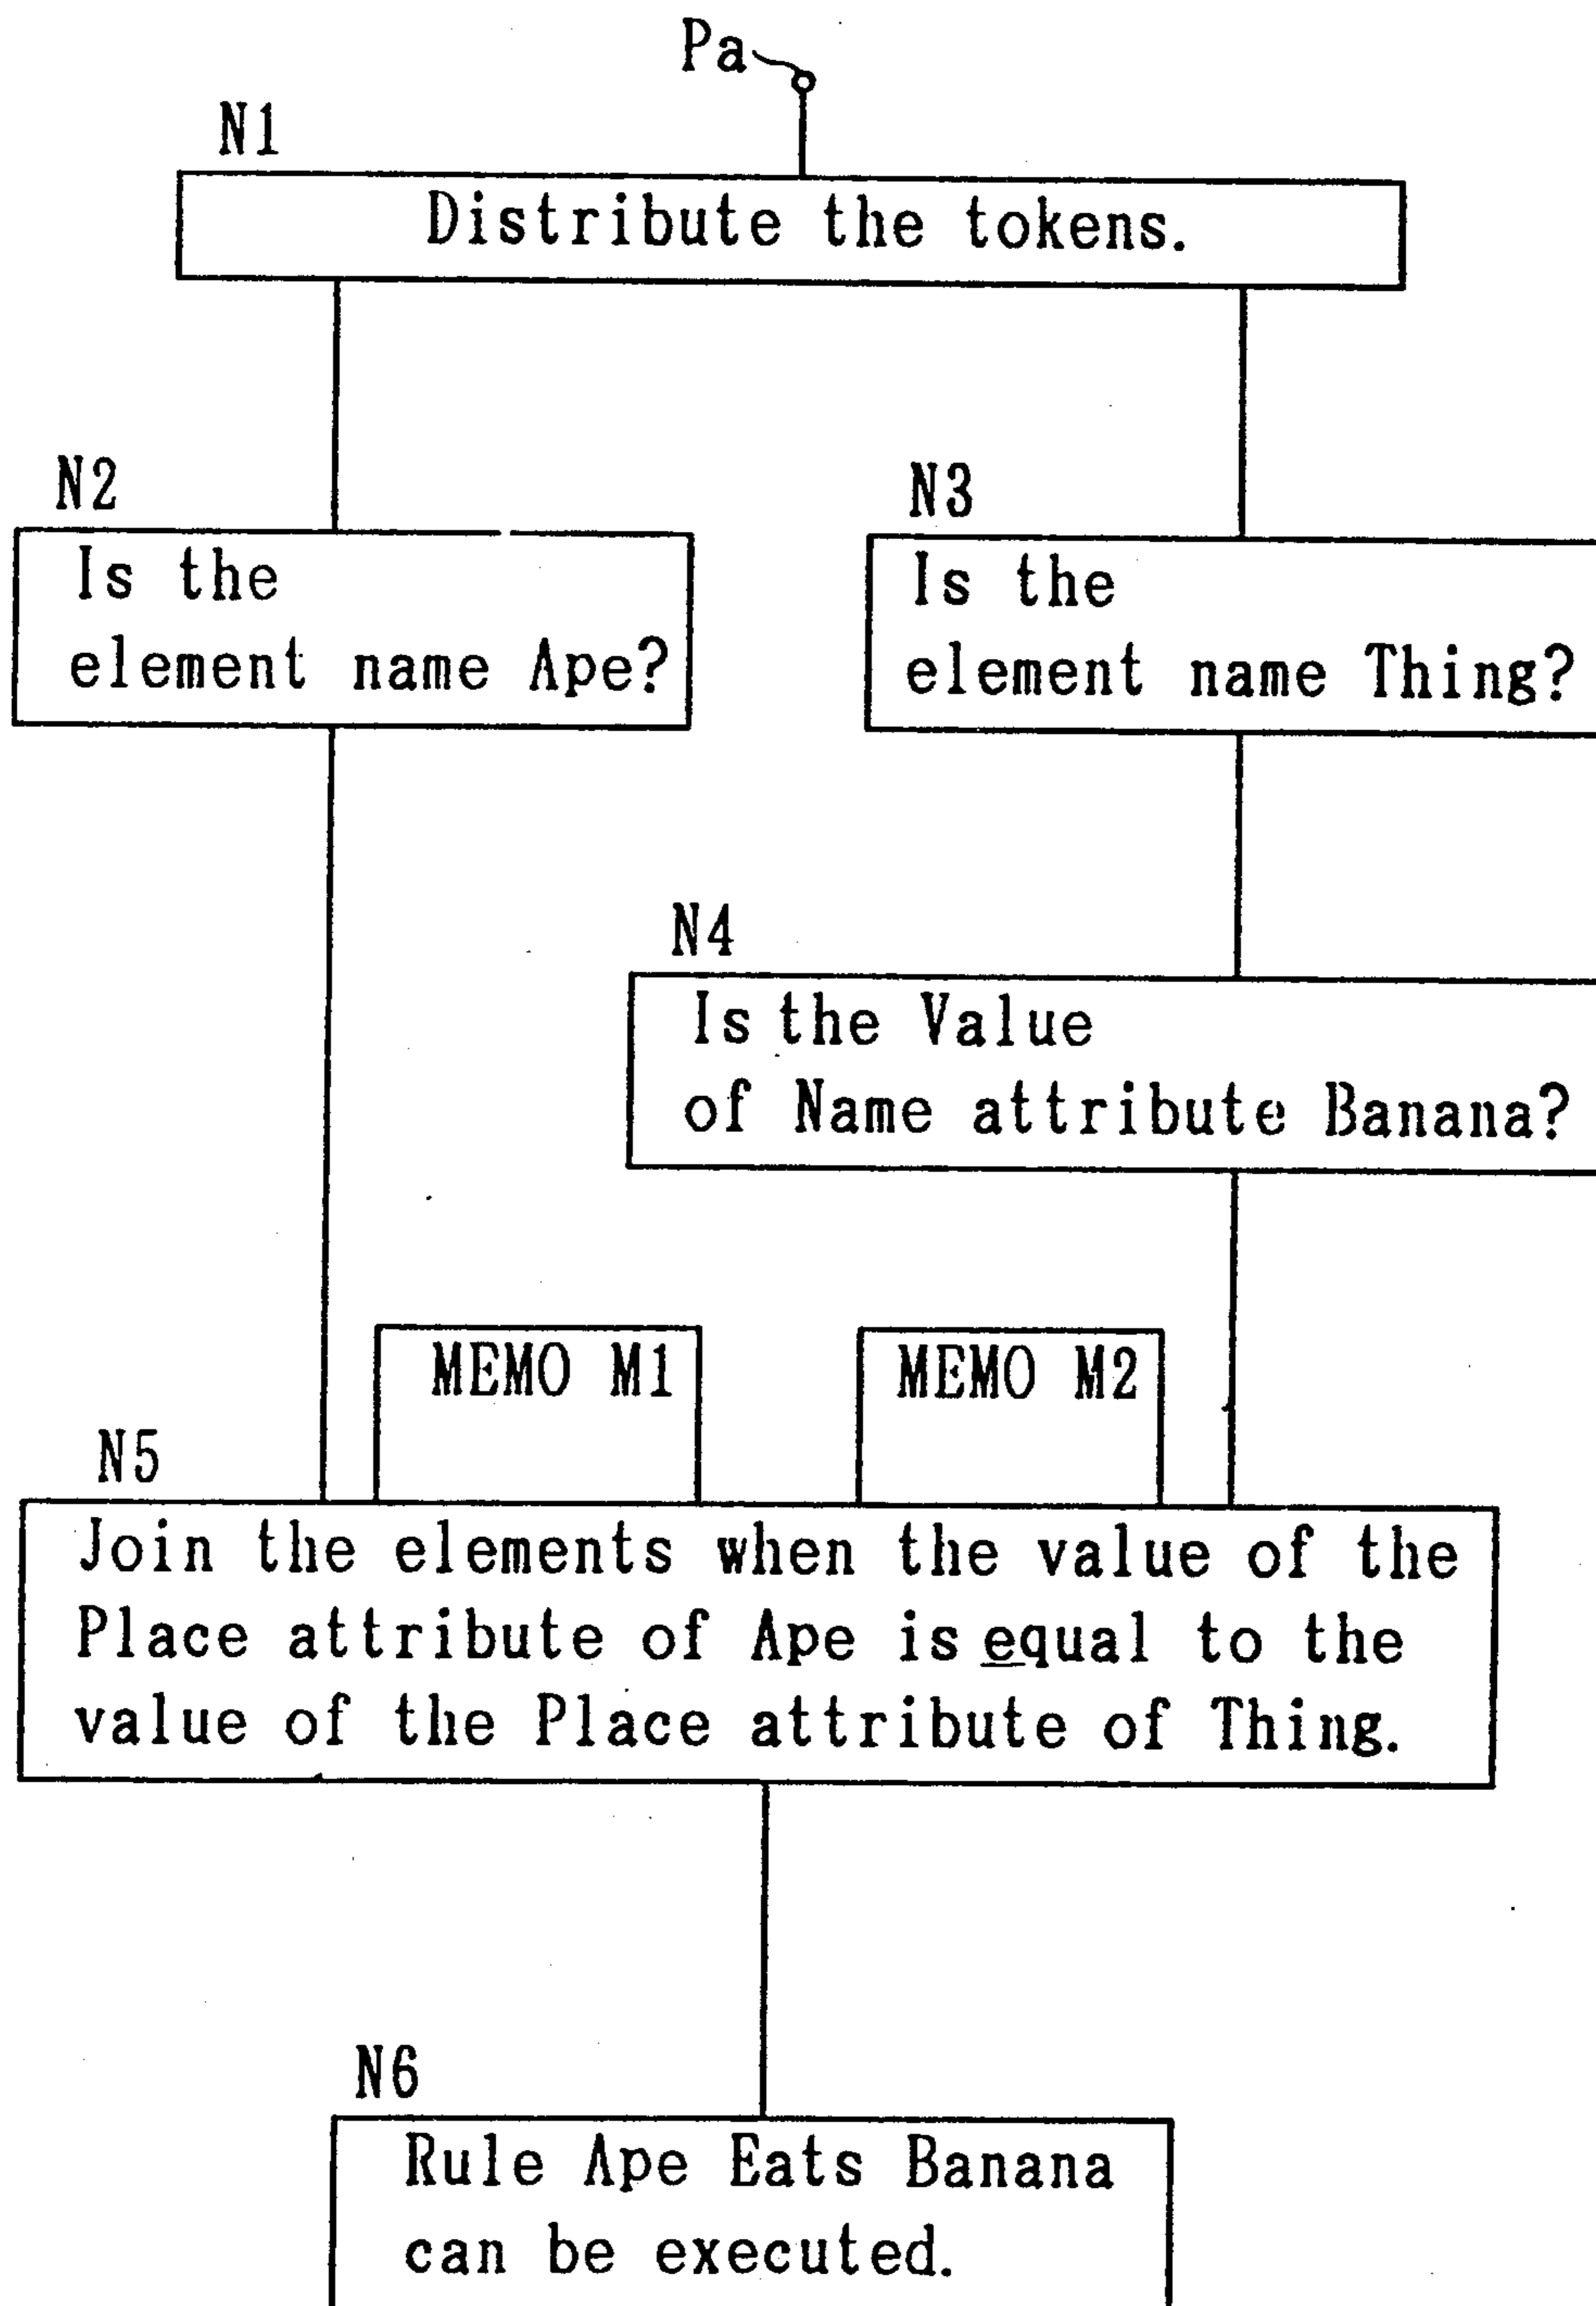 Pa
N1
Distribute the tokens.
N2
Is the
element name Ape?
N3
Is the
element name Thing?
N4
Is the Value
of Name attribute Banana?
MEMO M1
MEMO M2
N5
Join the elements when the value of the
Place attribute of Ape is equal to the
value of the Place attribute of Thing.
N6
Rule Ape Eats Banana
can be executed.